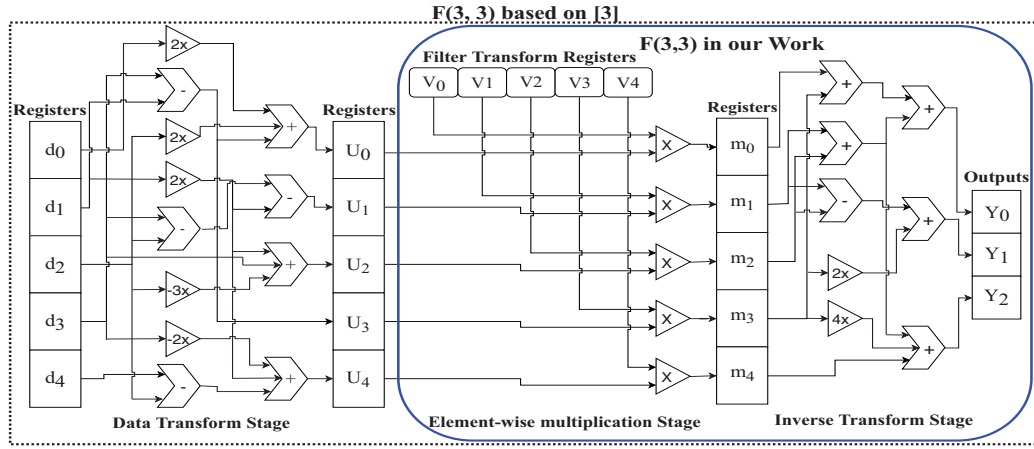 F(3, 3) based on [3]
F(3,3) in our Work
Filter Transform Registers
V0 V1 V2 V3 V4
Registers
d0
d1
d2
d3
d4
2x
-
2x
2x
-
-3x
-2x
-
+
-
+
+
Registers
U0
U1
U2
U3
U4
X
X
X
X
X
Registers
m0
m1
m2
m3
m4
+
+
-
2x
4x
+
+
+
Outputs
Y0
Y1
Y2
Data Transform Stage
Element-wise multiplication Stage
Inverse Transform Stage